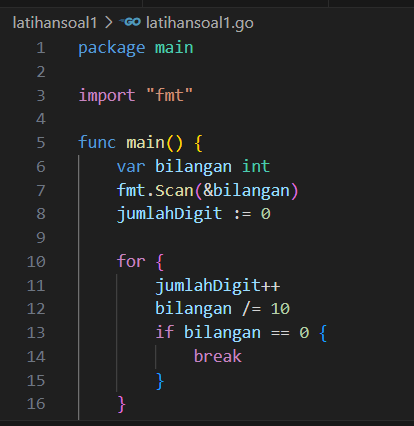 latihansoal1 > GO latihansoal1.go
1 package main
2
3 import "fmt"
4
5 func main() {
6 var bilangan int
7 fmt.Scan(&bilangan)
8 jumlahDigit := 0
9
10 for {
11 jumlahDigit++
12 bilangan /= 10
13 if bilangan == 0 {
14 break
15 }
16 }